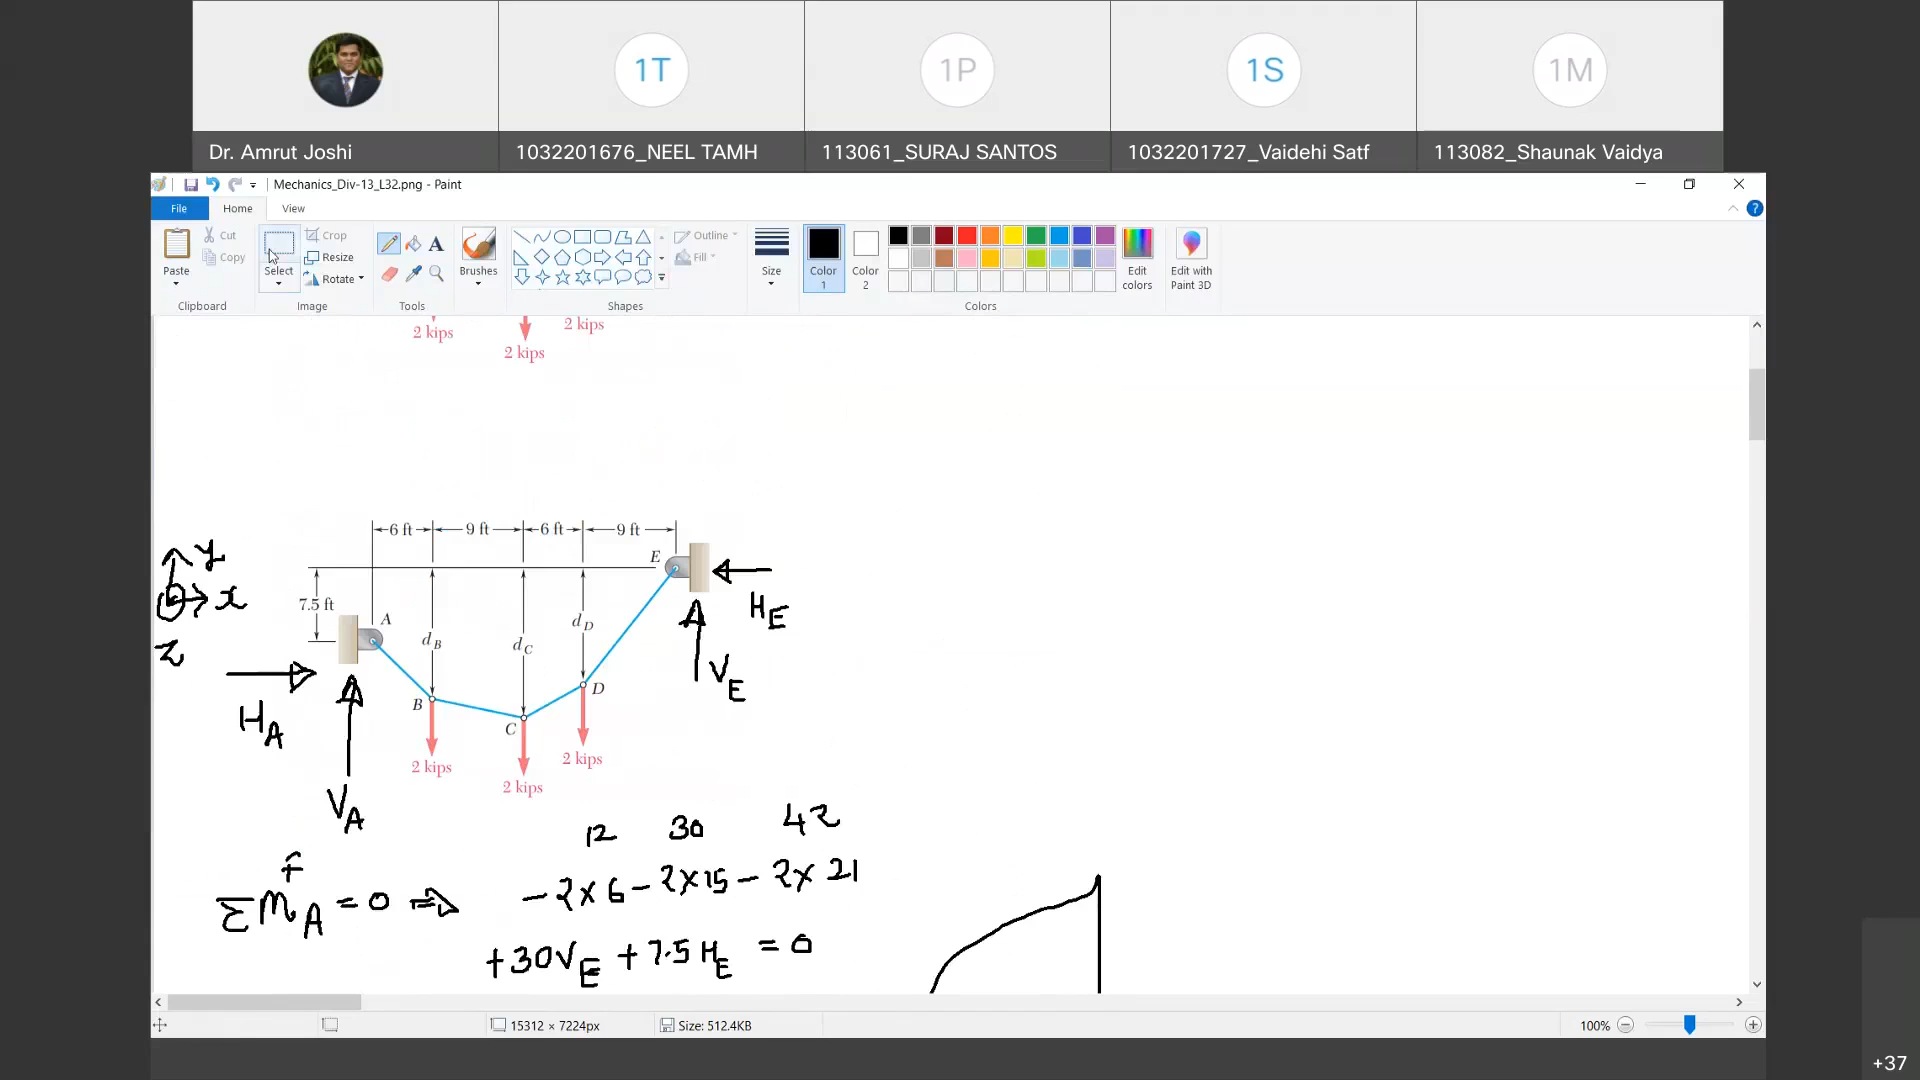 1T
1P
1S
1M
Dr. Amrut Joshi
1032201676_NEEL TAMH
113061_SURAJ SANTOS
1032201727_Vaidehi Satf
113082_Shaunak Vaidya
Mechanics_Div-13_L32.png - Paint
File
Home
View
Paste
Cut
Copy
Clipboard
Select
Crop
Resize
Rotate
Image
A
Tools
Brushes
Outline
Fill
Shapes
Size
Color 1
Color 2
Edit colors
Edit with Paint 3D
Colors
2 kips
2 kips
2 kips
6 ft
9 ft
6 ft
9 ft
y
x
z
7.5 ft
A
E
d_B
d_C
d_D
B
C
D
H_E
V_E
H_A
V_A
2 kips
2 kips
2 kips
12 30 42
ΣM_A^F = 0 ⇒ -2×6 -2×15 - 2×21
+30V_E + 7.5 H_E = 0
15312 × 7224px
Size: 512.4KB
100%
+37